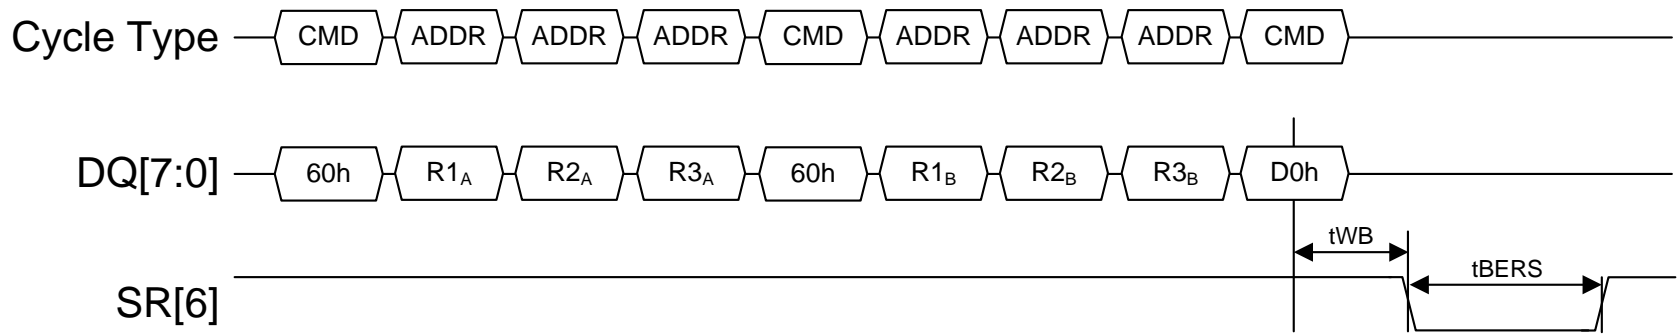 Cycle Type CMD ADDR ADDR ADDR CMD ADDR ADDR ADDR CMD
DQ[7:0] 60h R1A R2A R3A 60h R1B R2B R3B D0h
tWB
tBERS
SR[6]